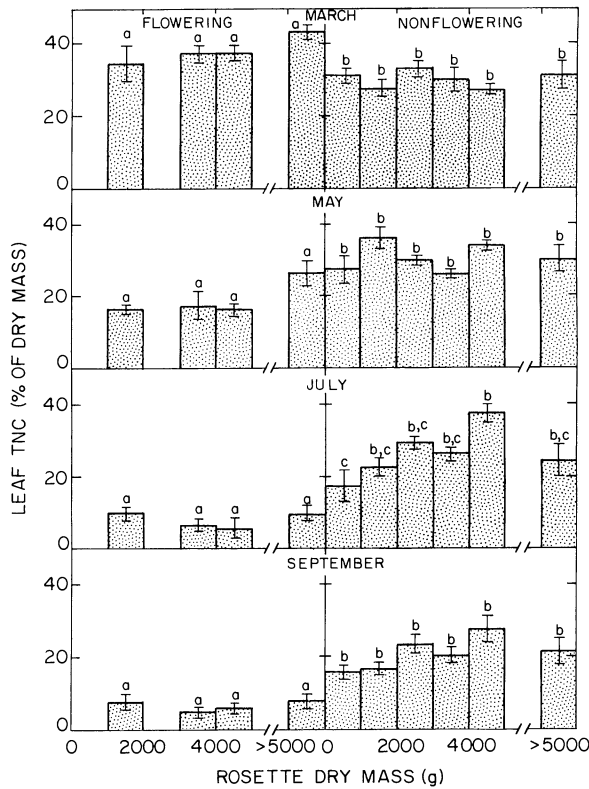 MARCH
FLOWERING NONFLOWERING
40
20
0
a a a a b b b b b b
MAY
40
20
0
a a a a b b b b b b
JULY
40
20
0
a a a a c b,c b,c b,c b b,c
SEPTEMBER
40
20
0
a a a a b b b b b b
0 2000 4000 >5000 0 2000 4000 >5000
ROSETTE DRY MASS (g)
LEAF TNC (% OF DRY MASS)